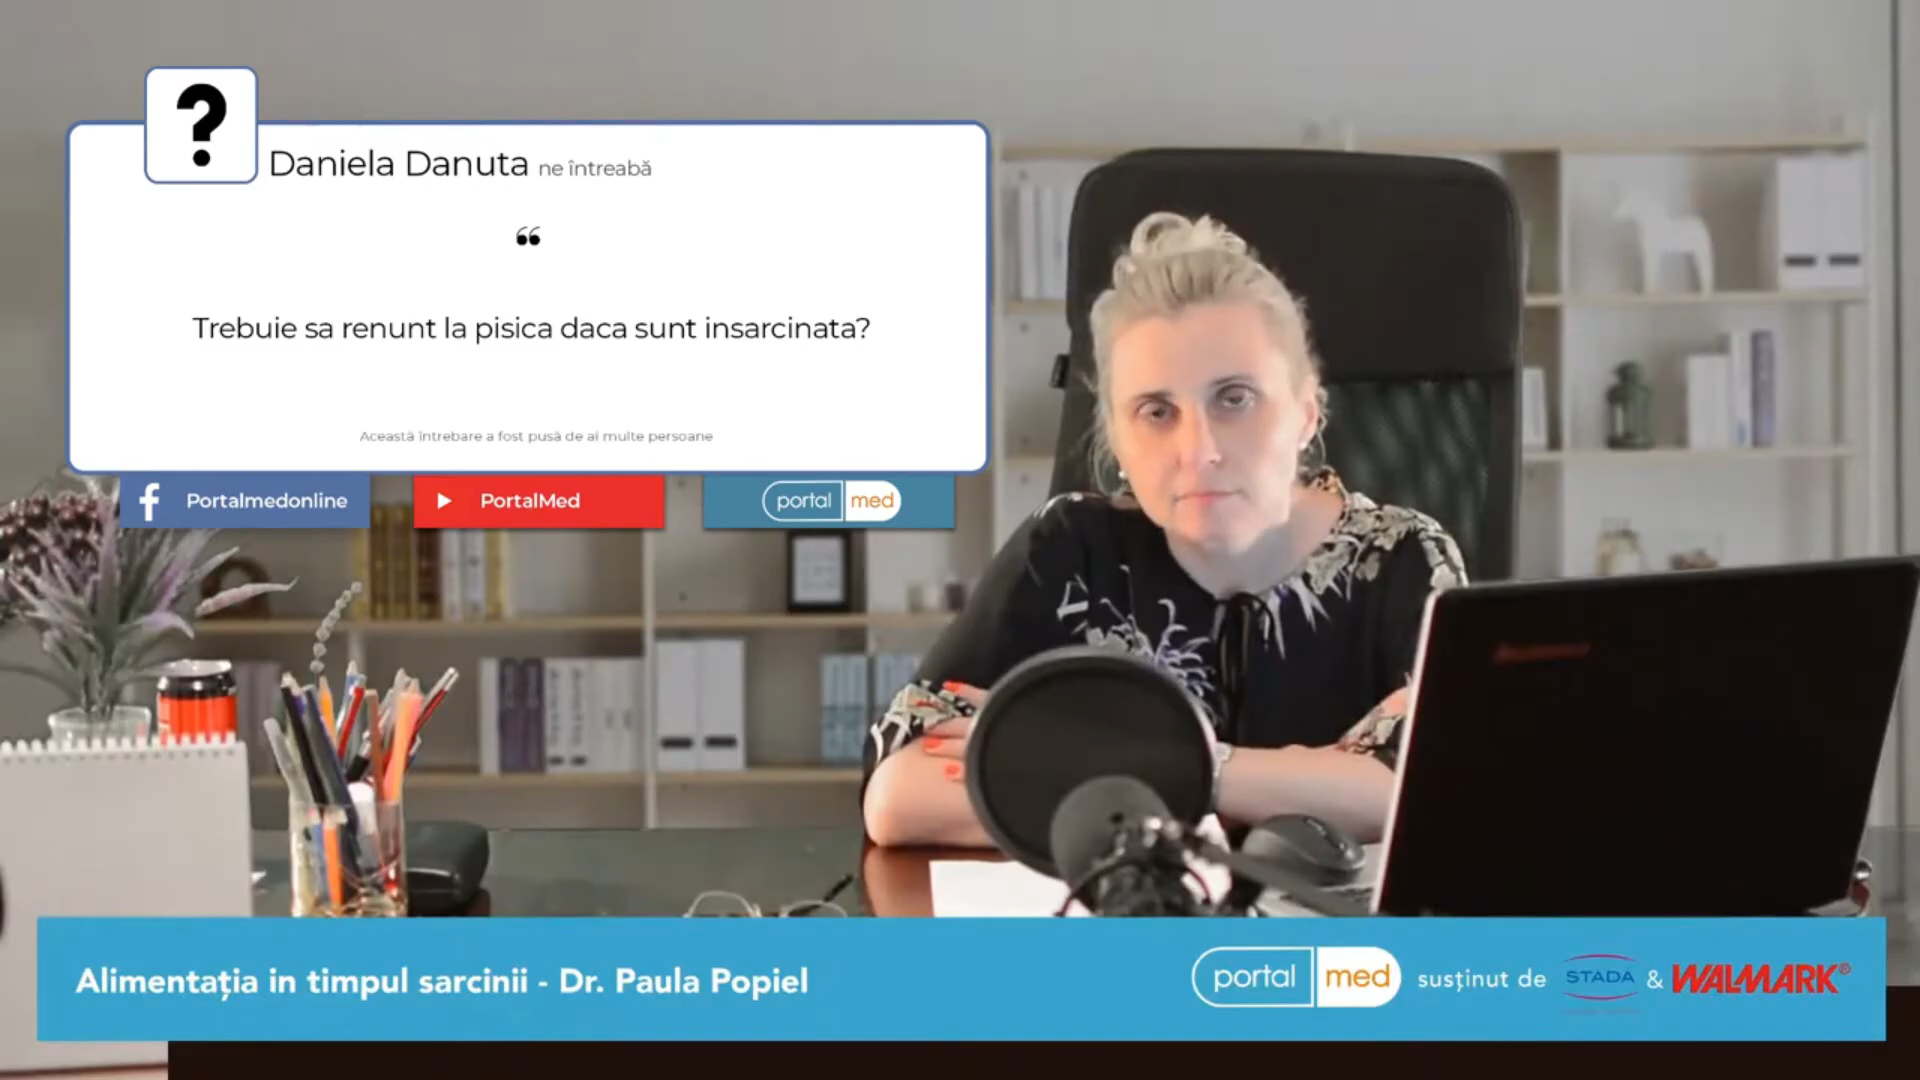 ?
Daniela Danuta ne întreabă
“
Trebuie sa renunt la pisica daca sunt insarcinata?
Această întrebare a fost pusă de ai multe persoane
Portalmedonline
PortalMed
portal med
Alimentația in timpul sarcinii - Dr. Paula Popiel
portal med susținut de STADA & WALMARK®